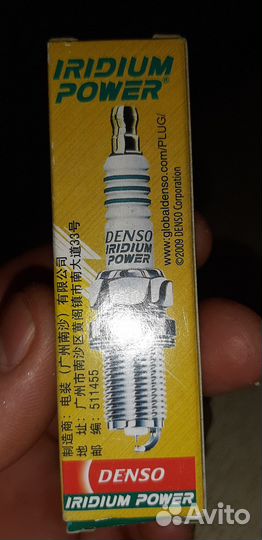 IRIDIUM
POWER®
DENSO
IRIDIUM
POWER
www.globaldenso.com/PLUG/
©2009 DENSO Corporation
制造商：电装（广州南沙）有限公司
地　址：广州市南沙区黄阁镇市南大道33号
邮　编：511455
DENSO
IRIDIUM POWER
Avito